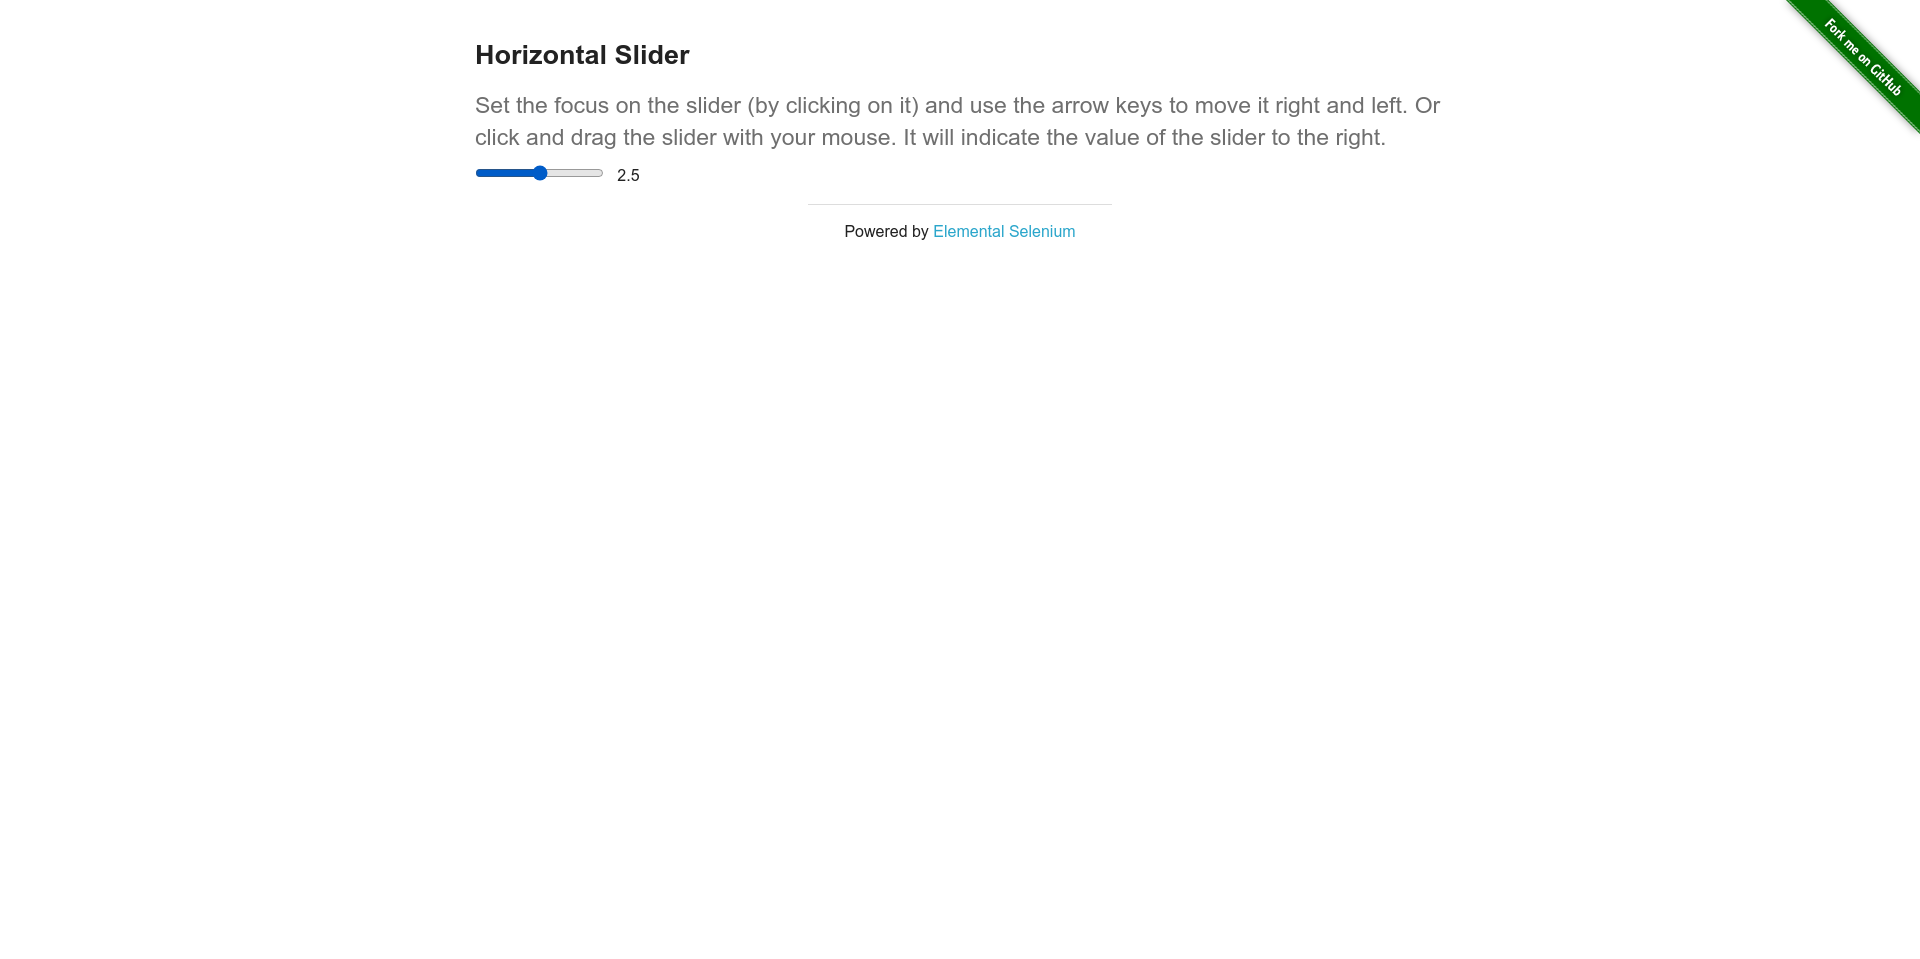 Horizontal Slider
Set the focus on the slider (by clicking on it) and use the arrow keys to move it right and left. Or
click and drag the slider with your mouse. It will indicate the value of the slider to the right.
2.5
Powered by Elemental Selenium
Fork me on GitHub